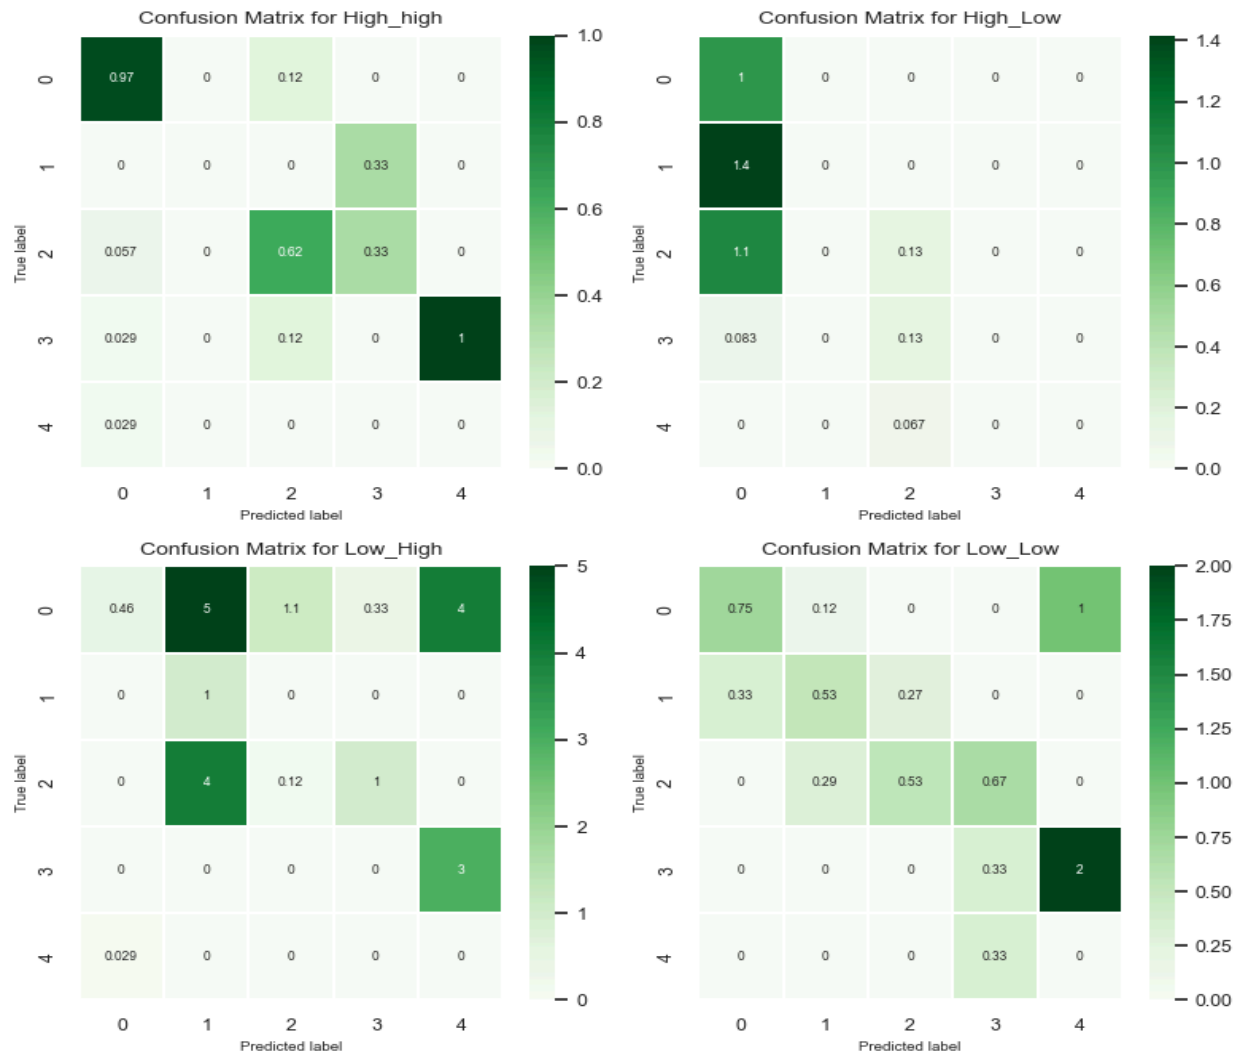 Confusion Matrix for High_high
0 0.97 0 0.12 0 0
1 0 0 0 0.33 0
2 0.057 0 0.62 0.33 0
3 0.029 0 0.12 0 1
4 0.029 0 0 0 0
0 1 2 3 4
Predicted label
True label
1.0
0.8
0.6
0.4
0.2
0.0
Confusion Matrix for High_Low
0 1 0 0 0 0
1 1.4 0 0 0 0
2 1.1 0 0.13 0 0
3 0.083 0 0.13 0 0
4 0 0 0.067 0 0
0 1 2 3 4
Predicted label
True label
1.4
1.2
1.0
0.8
0.6
0.4
0.2
0.0
Confusion Matrix for Low_High
0 0.46 5 1.1 0.33 4
1 0 1 0 0 0
2 0 4 0.12 1 0
3 0 0 0 0 3
4 0.029 0 0 0 0
0 1 2 3 4
Predicted label
True label
5
4
3
2
1
0
Confusion Matrix for Low_Low
0 0.75 0.12 0 0 1
1 0.33 0.53 0.27 0 0
2 0 0.29 0.53 0.67 0
3 0 0 0 0.33 2
4 0 0 0 0.33 0
0 1 2 3 4
Predicted label
True label
2.00
1.75
1.50
1.25
1.00
0.75
0.50
0.25
0.00